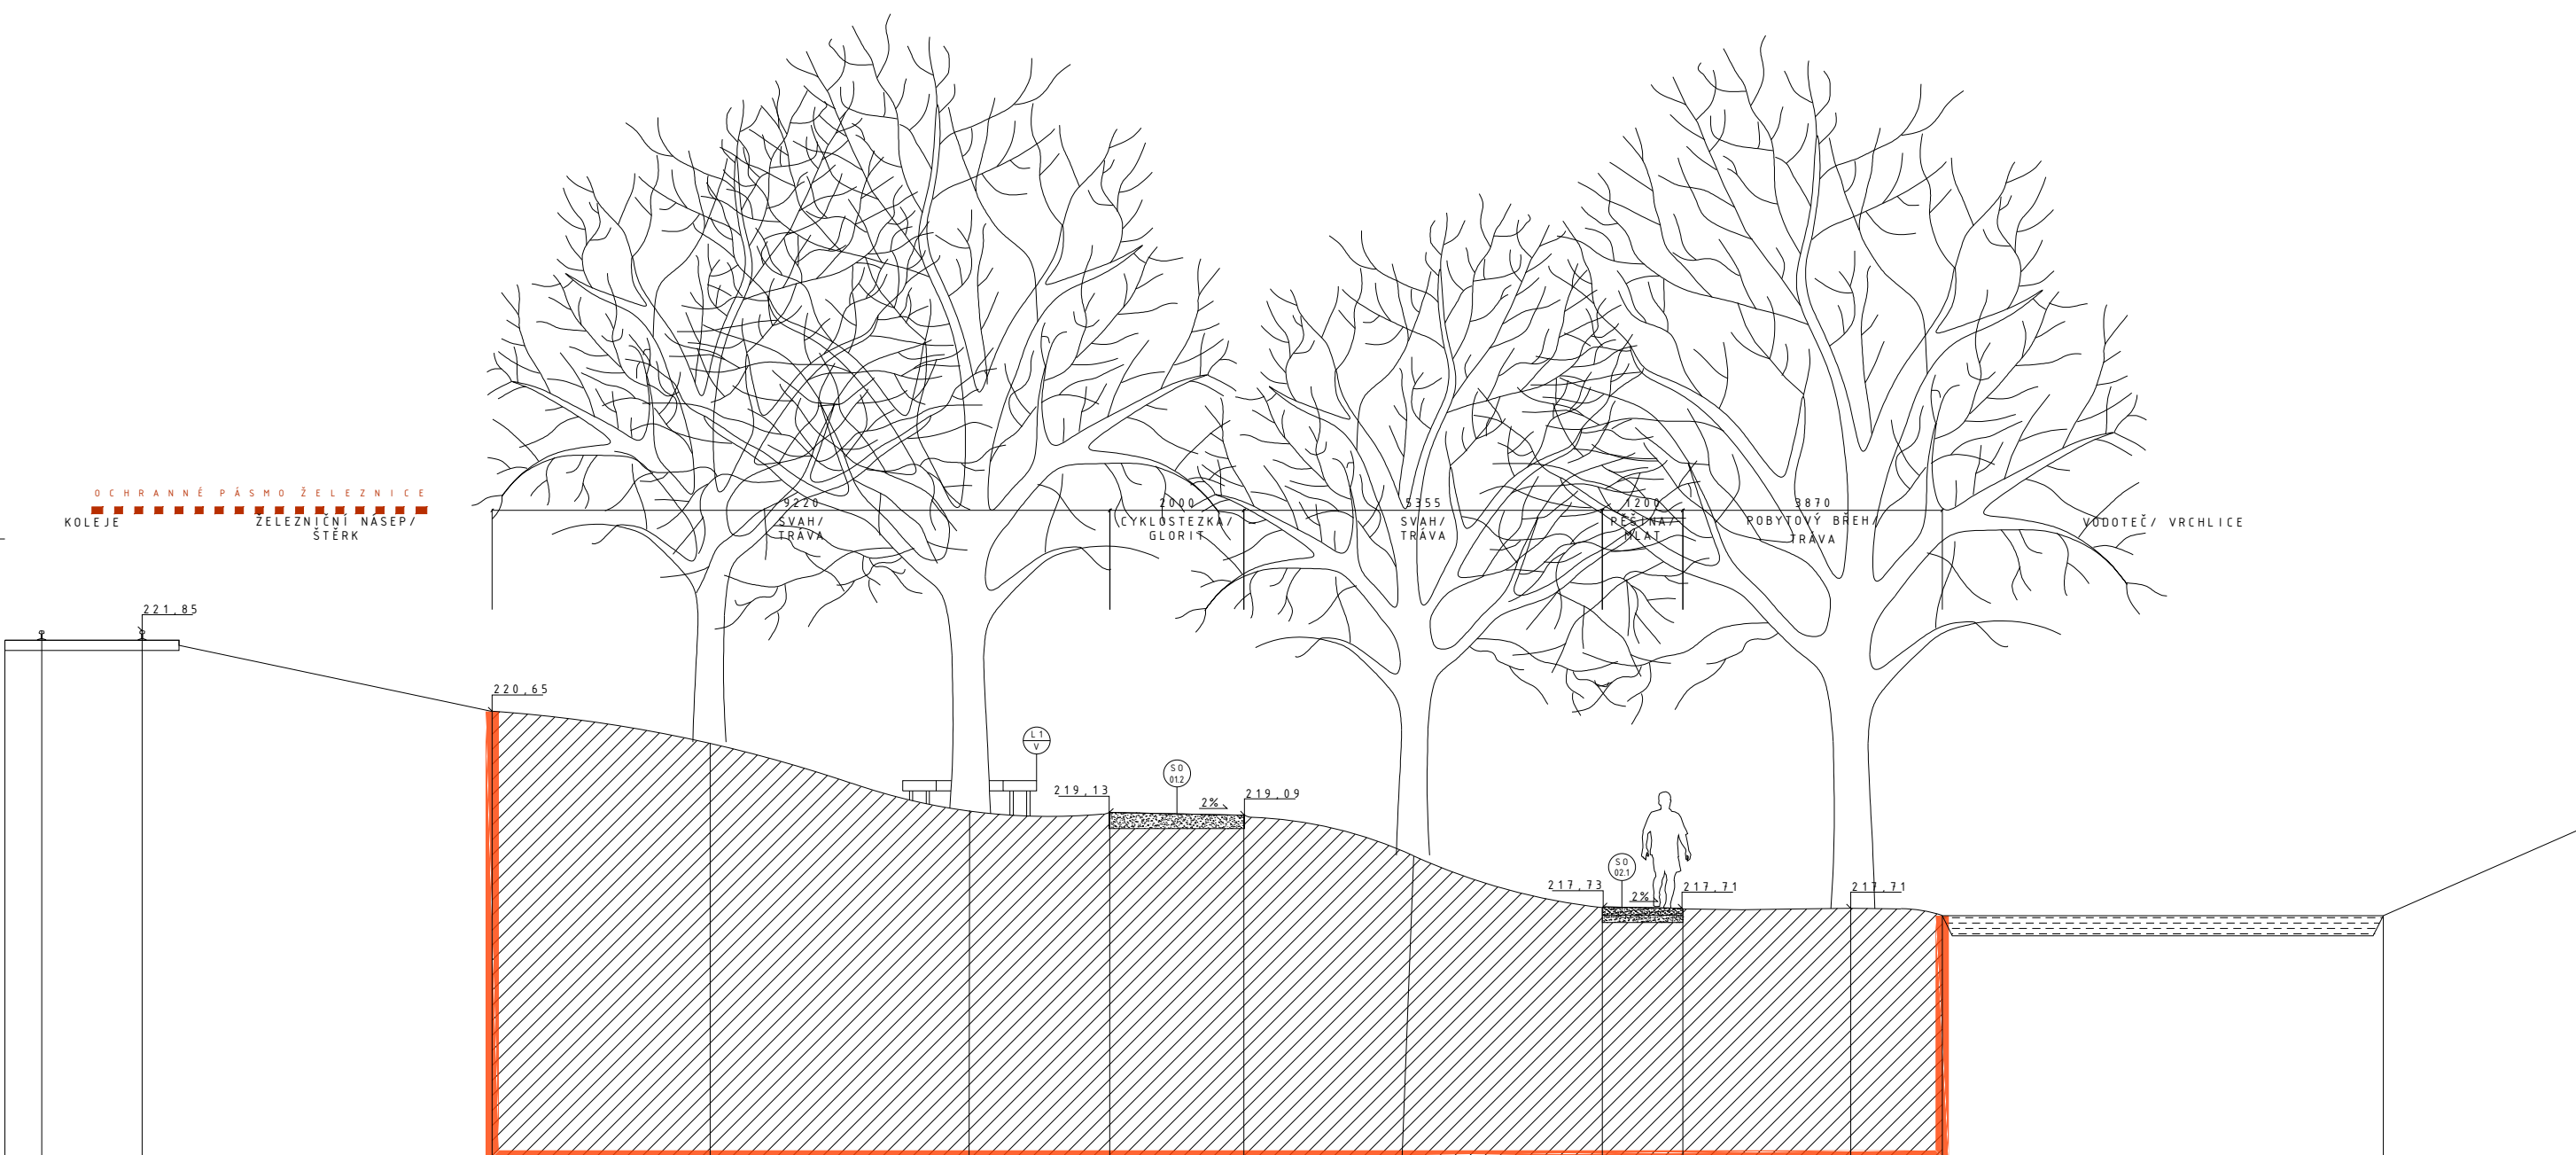 OCHRANNÉ PÁSMO ŽELEZNICE
KOLEJE
ŽELEZNIČNÍ NÁSEP/
ŠTĚRK
9220
SVAH/
TRÁVA
2000
CYKLOSTEZKA/
GLORIT
5355
SVAH/
TRÁVA
1200
PĚŠINA/
MLAT
3870
POBYTOVÝ BŘEH/
TRÁVA
VODOTEČ/ VRCHLICE
221,85
220,65
L1
V
219,13
SO
01.2
2%
219,09
217,73
SO
02.1
2%
217,71
217,71